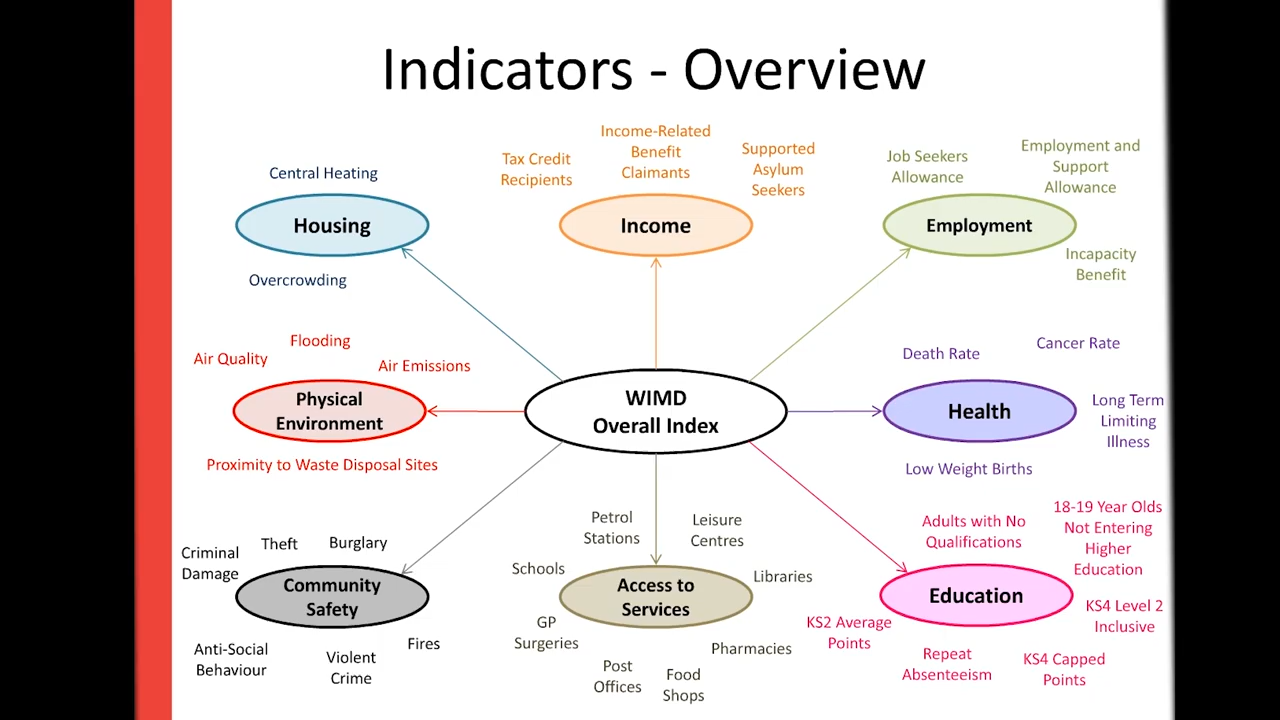 Indicators - Overview
Central Heating
Housing
Overcrowding
Tax Credit
Recipients
Income-Related
Benefit
Claimants
Supported
Asylum
Seekers
Income
Job Seekers
Allowance
Employment and
Support
Allowance
Employment
Incapacity
Benefit
Air Quality
Flooding
Air Emissions
Physical
Environment
Proximity to Waste Disposal Sites
WIMD
Overall Index
Death Rate
Cancer Rate
Health
Long Term
Limiting
Illness
Low Weight Births
Criminal
Damage
Theft
Burglary
Community
Safety
Anti-Social
Behaviour
Violent
Crime
Fires
Petrol
Stations
Leisure
Centres
Schools
Access to
Services
Libraries
GP
Surgeries
Post
Offices
Food
Shops
Pharmacies
Adults with No
Qualifications
18-19 Year Olds
Not Entering
Higher
Education
Education
KS2 Average
Points
KS4 Level 2
Inclusive
Repeat
Absenteeism
KS4 Capped
Points